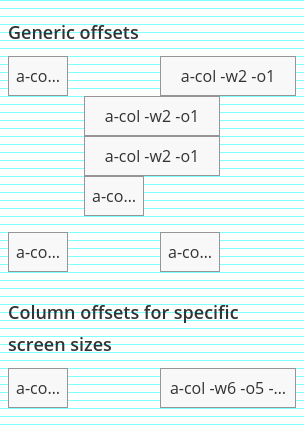 Generic offsets
a-co... a-col -w2 -o1
a-col -w2 -o1
a-col -w2 -o1
a-co...
a-co... a-co...
Column offsets for specific
screen sizes
a-co... a-col -w6 -o5 -...